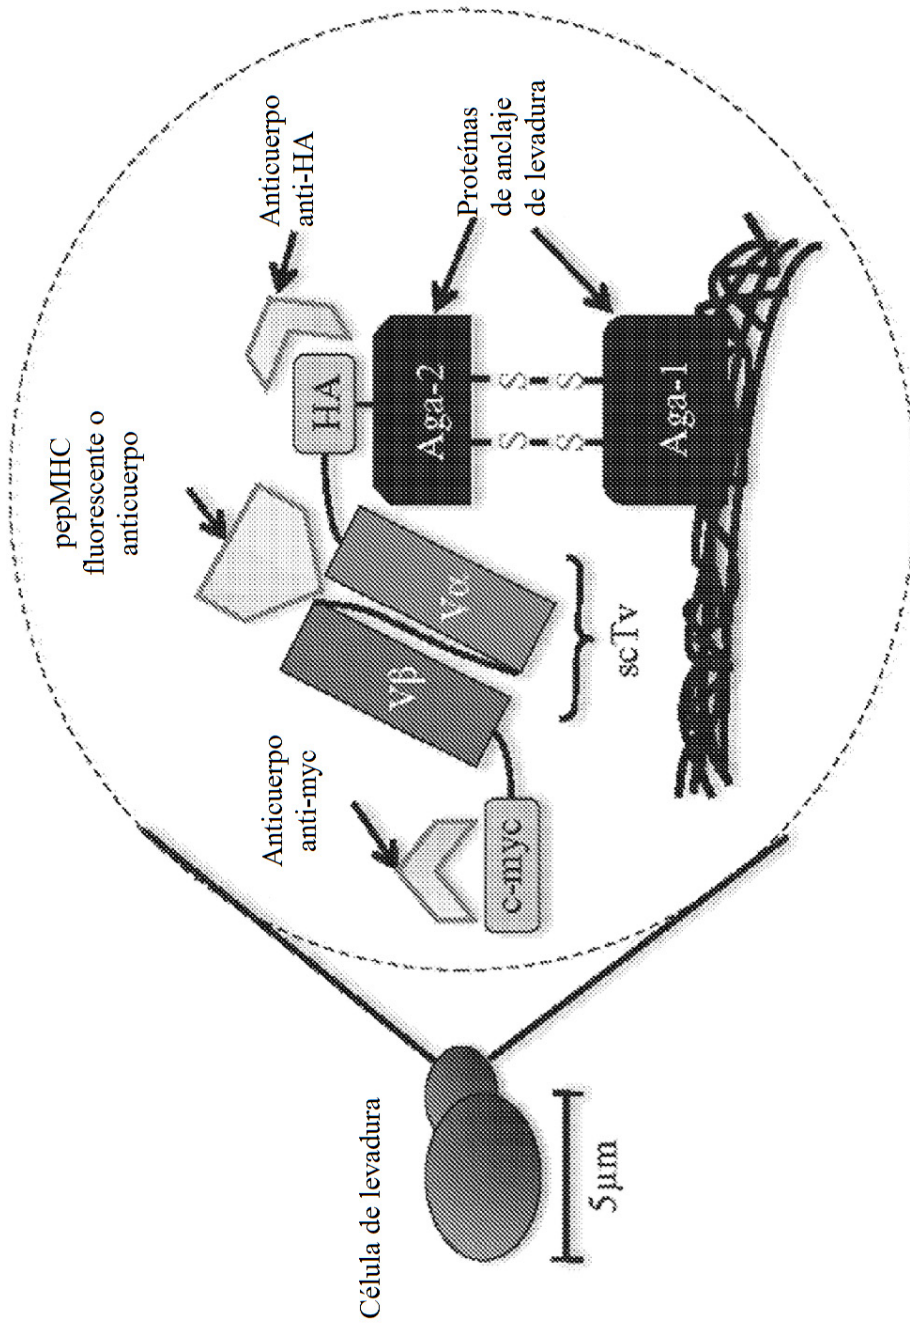 Célula de levadura
5µm
pepMHC
fluorescente o
anticuerpo
Anticuerpo
anti-HA
Anticuerpo
anti-myc
HA
Vβ
Vα
c-myc
scTv
Aga-2
S S
S S
Aga-1
Proteínas
de anclaje
de levadura